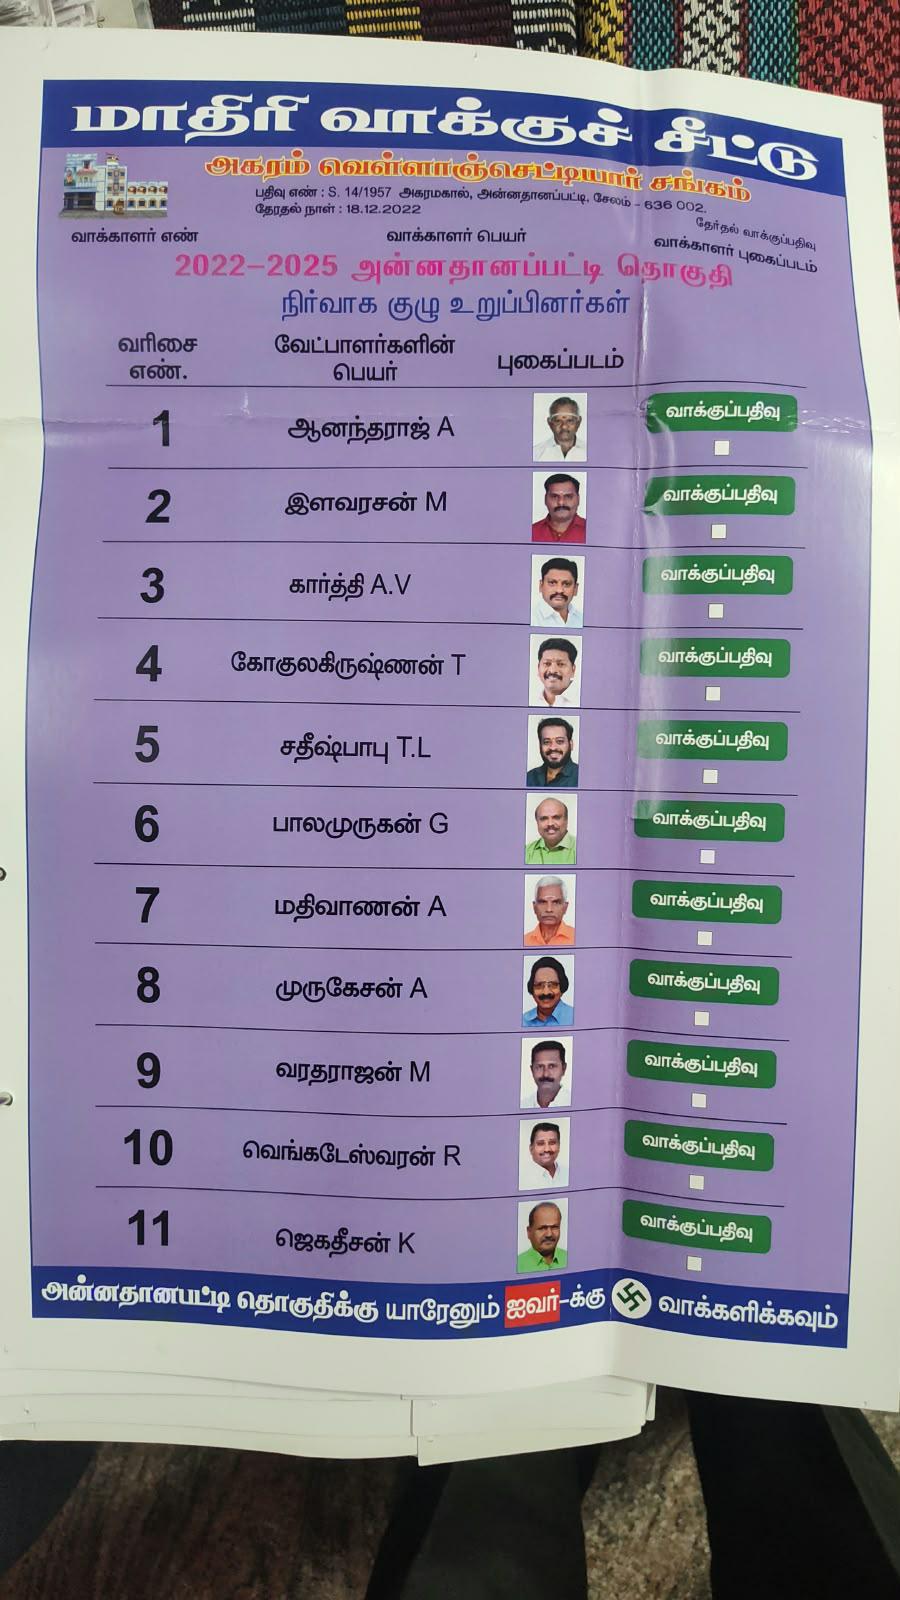 மாதிரி வாக்குச் சீட்டு
அகரம் வெள்ளாஞ்செட்டியார் சங்கம்
பதிவு எண் : S. 14/1957 அகரமகால், அன்னதானப்பட்டி, சேலம் - 636 002.
தேரதல் நாள் : 18.12.2022
தேர்தல் வாக்குப்பதிவு
வாக்காளர் எண் வாக்காளர் பெயர் வாக்காளர் புகைப்படம்
2022-2025 அன்னதானப்பட்டி தொகுதி
நிர்வாக குழு உறுப்பினர்கள்
வரிசை எண். வேட்பாளர்களின் பெயர் புகைப்படம்
1 ஆனந்தராஜ் A வாக்குப்பதிவு
2 இளவரசன் M வாக்குப்பதிவு
3 கார்த்தி A.V வாக்குப்பதிவு
4 கோகுலகிருஷ்ணன் T வாக்குப்பதிவு
5 சதீஷ்பாபு T.L வாக்குப்பதிவு
6 பாலமுருகன் G வாக்குப்பதிவு
7 மதிவாணன் A வாக்குப்பதிவு
8 முருகேசன் A வாக்குப்பதிவு
9 வரதராஜன் M வாக்குப்பதிவு
10 வெங்கடேஸ்வரன் R வாக்குப்பதிவு
11 ஜெகதீசன் K வாக்குப்பதிவு
அன்னதானபட்டி தொகுதிக்கு யாரேனும் ஐவர்-க்கு வாக்களிக்கவும்